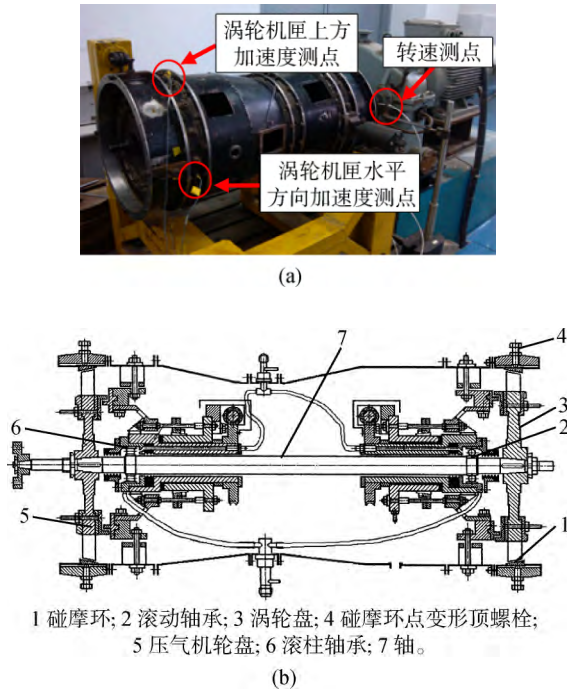 涡轮机匣上方
加速度测点
转速测点
涡轮机匣水平
方向加速度测点
(a)
7
4
3
2
6
5
1
1 碰摩环; 2 滚动轴承; 3 涡轮盘; 4 碰摩环点变形顶螺栓;
5 压气机轮盘; 6 滚柱轴承; 7 轴。
(b)